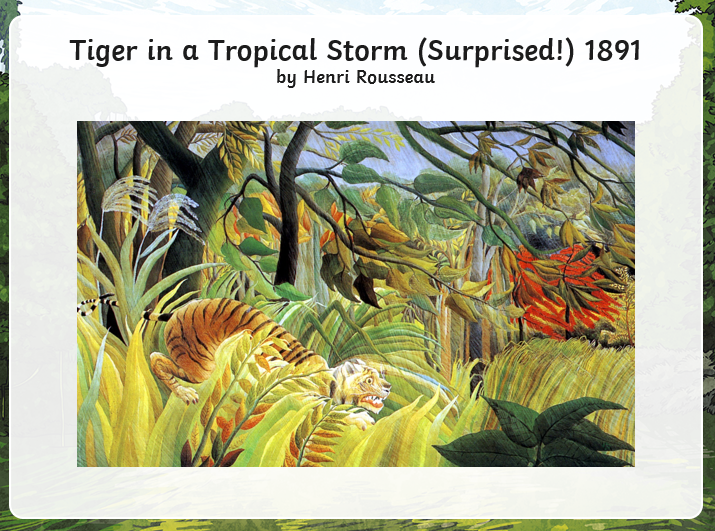 Tiger in a Tropical Storm (Surprised!) 1891
by Henri Rousseau